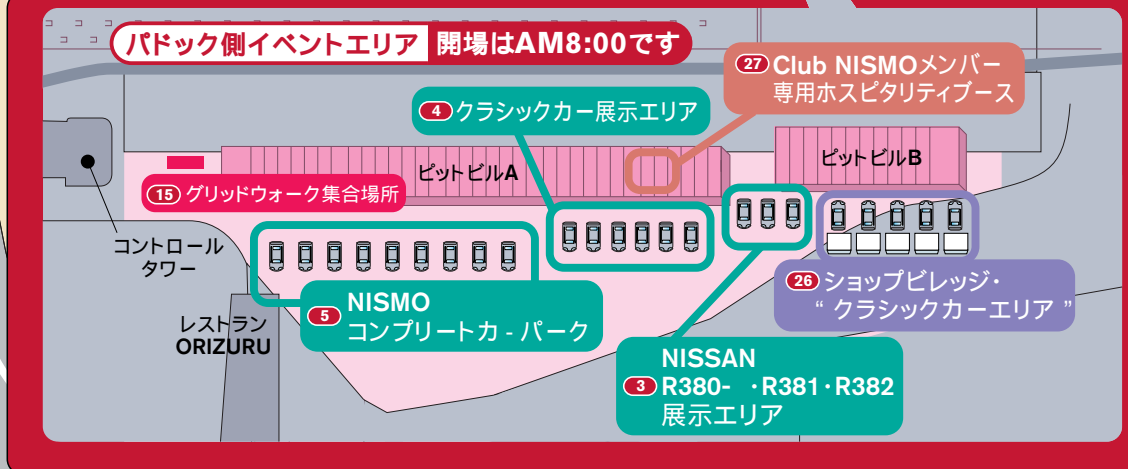 パドック側イベントエリア 開場はAM8:00です
27 Club NISMOメンバー
専用ホスピタリティブース
4 クラシックカー展示エリア
ピットビルA
ピットビルB
15 グリッドウォーク集合場所
コントロール
タワー
5 NISMO
コンプリートカ - パーク
26 ショップビレッジ・
“ クラシックカーエリア ”
レストラン
ORIZURU
NISSAN
3 R380- ・R381・R382
展示エリア